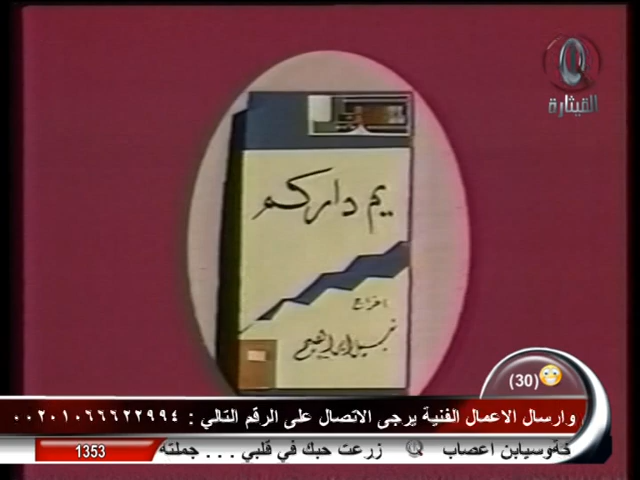 القيثارة
يم داركم
اخراج
نبيل ابراهيم
(30)
وارسال الاعمال الفنية يرجى الاتصال على الرقم التالي : ٠٠٢٠١٠٦٦٦٢٢٩٩٤
كةوسيابن اعصاب زرعت حبك في قلبي . . . جملته
1353